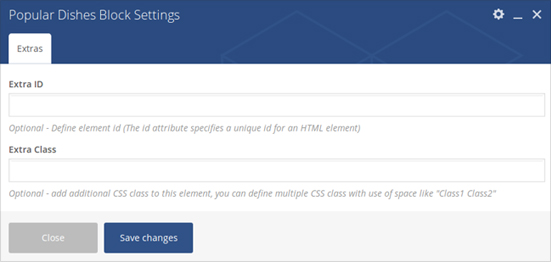 Popular Dishes Block Settings
Extras
Extra ID
Optional - Define element id (The id attribute specifies a unique id for an HTML element)
Extra Class
Optional - add additional CSS class to this element, you can define multiple CSS class with use of space like "Class1 Class2"
Close
Save changes